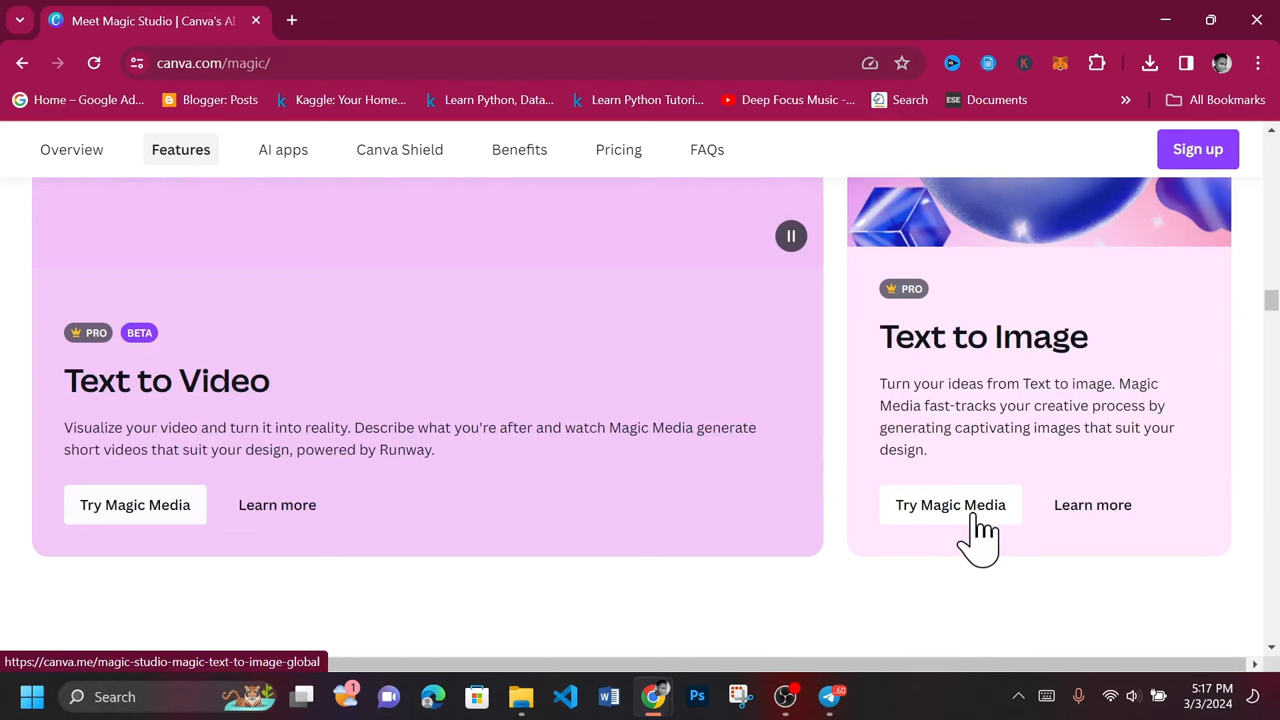 Meet Magic Studio | Canva's AI
canva.com/magic/
Home – Google Ad...
Blogger: Posts
Kaggle: Your Home...
Learn Python, Data...
Learn Python Tutori...
Deep Focus Music -...
Search
ESE
Documents
All Bookmarks
Overview
Features
AI apps
Canva Shield
Benefits
Pricing
FAQs
Sign up
PRO BETA
Text to Video
Visualize your video and turn it into reality. Describe what you're after and watch Magic Media generate
short videos that suit your design, powered by Runway.
Try Magic Media
Learn more
PRO
Text to Image
Turn your ideas from Text to image. Magic
Media fast-tracks your creative process by
generating captivating images that suit your
design.
Try Magic Media
Learn more
https://canva.me/magic-studio-magic-text-to-image-global
Search
1
Ps
60
5:17 PM
3/3/2024